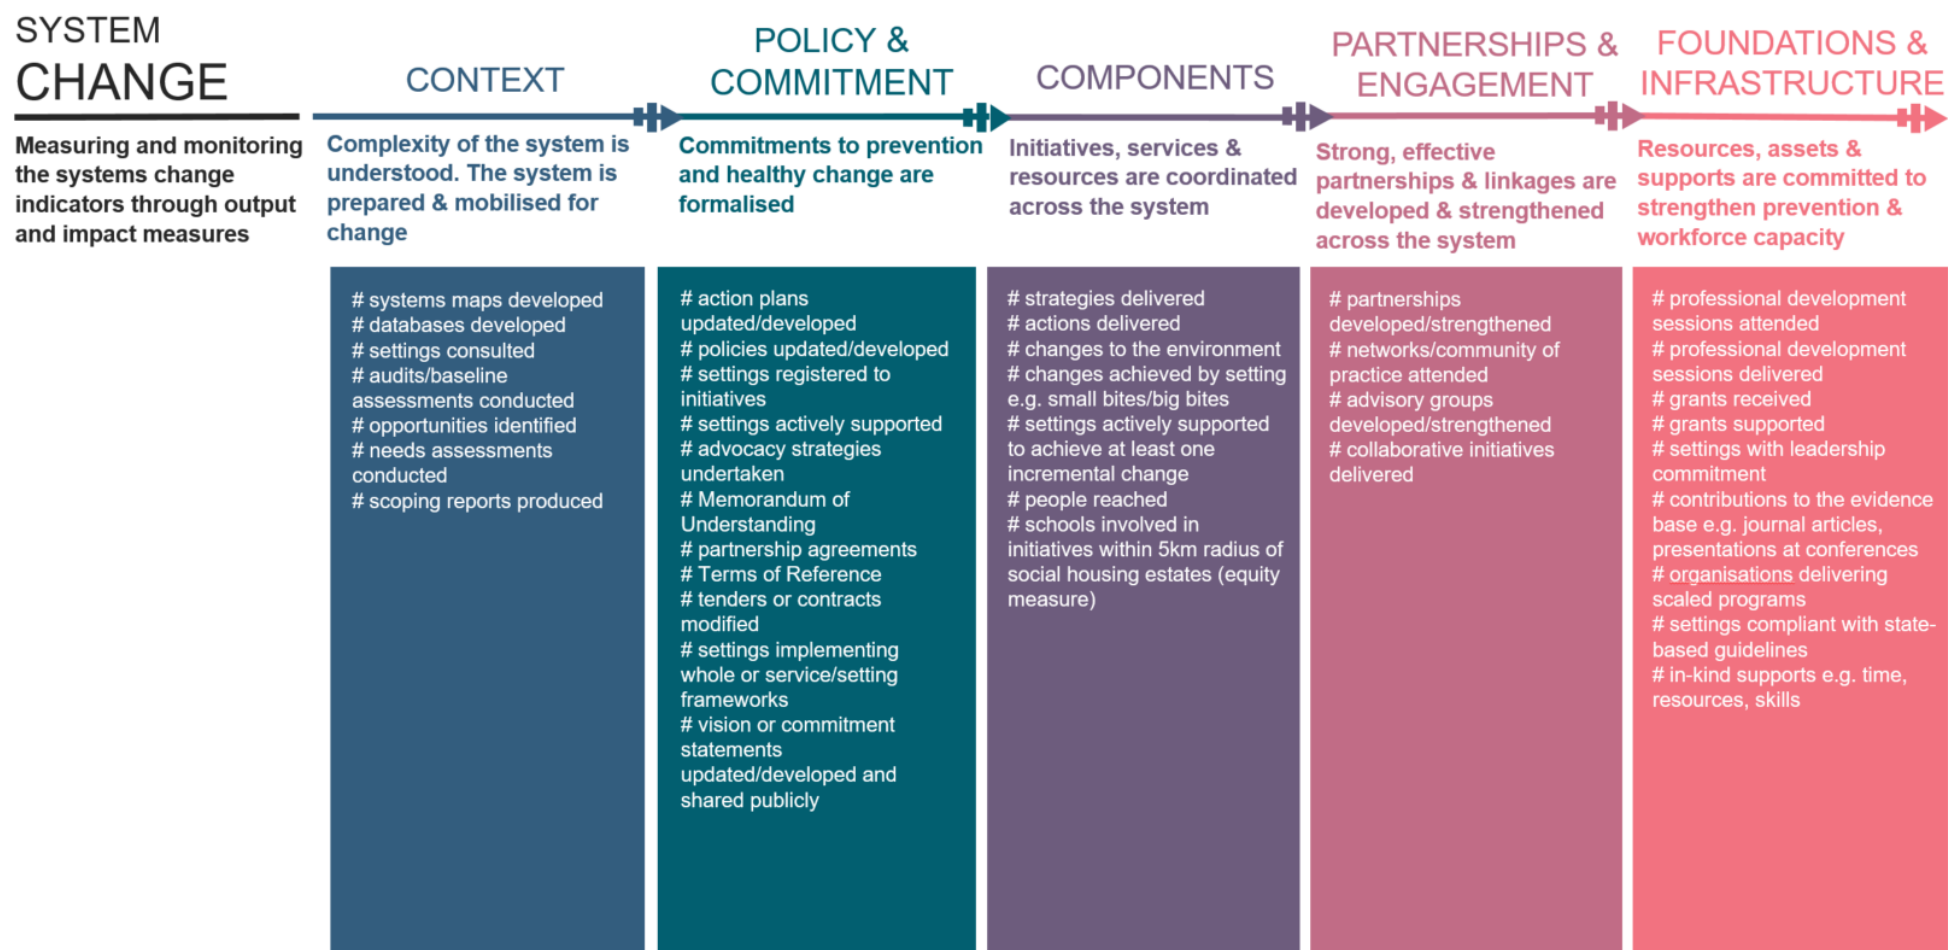 SYSTEM
CHANGE
Measuring and monitoring
the systems change
indicators through output
and impact measures
CONTEXT
Complexity of the system is
understood. The system is
prepared & mobilised for
change
# systems maps developed
# databases developed
# settings consulted
# audits/baseline
assessments conducted
# opportunities identified
# needs assessments
conducted
# scoping reports produced
POLICY &
COMMITMENT
Commitments to prevention
and healthy change are
formalised
# action plans
updated/developed
# policies updated/developed
# settings registered to
initiatives
# settings actively supported
# advocacy strategies
undertaken
# Memorandum of
Understanding
# partnership agreements
# Terms of Reference
# tenders or contracts
modified
# settings implementing
whole or service/setting
frameworks
# vision or commitment
statements
updated/developed and
shared publicly
COMPONENTS
Initiatives, services &
resources are coordinated
across the system
# strategies delivered
# actions delivered
# changes to the environment
# changes achieved by setting
e.g. small bites/big bites
# settings actively supported
to achieve at least one
incremental change
# people reached
# schools involved in
initiatives within 5km radius of
social housing estates (equity
measure)
PARTNERSHIPS &
ENGAGEMENT
Strong, effective
partnerships & linkages are
developed & strengthened
across the system
# partnerships
developed/strengthened
# networks/community of
practice attended
# advisory groups
developed/strengthened
# collaborative initiatives
delivered
FOUNDATIONS &
INFRASTRUCTURE
Resources, assets &
supports are committed to
strengthen prevention &
workforce capacity
# professional development
sessions attended
# professional development
sessions delivered
# grants received
# grants supported
# settings with leadership
commitment
# contributions to the evidence
base e.g. journal articles,
presentations at conferences
# organisations delivering
scaled programs
# settings compliant with state-
based guidelines
# in-kind supports e.g. time,
resources, skills